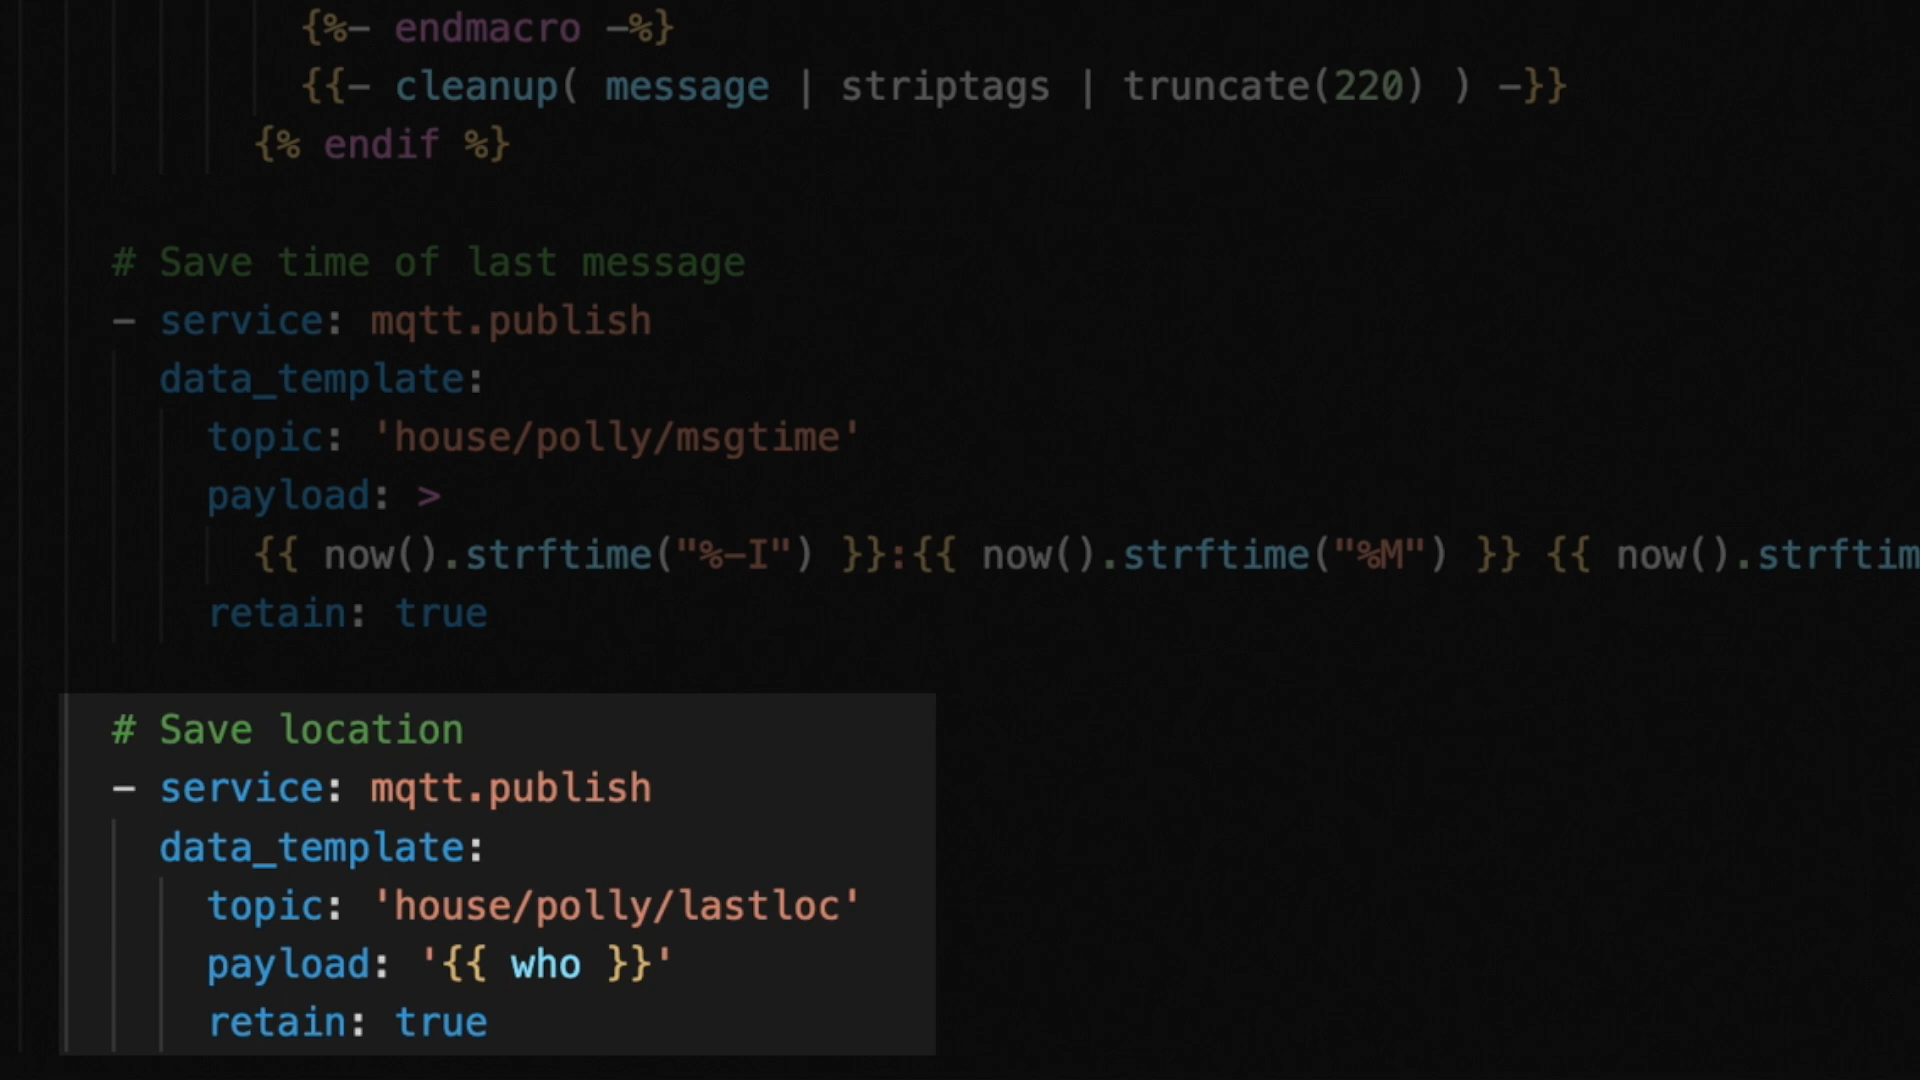 {%- endmacro -%}
{{- cleanup( message | striptags | truncate(220) ) -}}
{% endif %}
# Save time of last message
- service: mqtt.publish
data_template:
topic: 'house/polly/msgtime'
payload: >
{{ now().strftime("%-I") }}:{{ now().strftime("%M") }} {{ now().strftim
retain: true
# Save location
- service: mqtt.publish
data_template:
topic: 'house/polly/lastloc'
payload: '{{ who }}'
retain: true